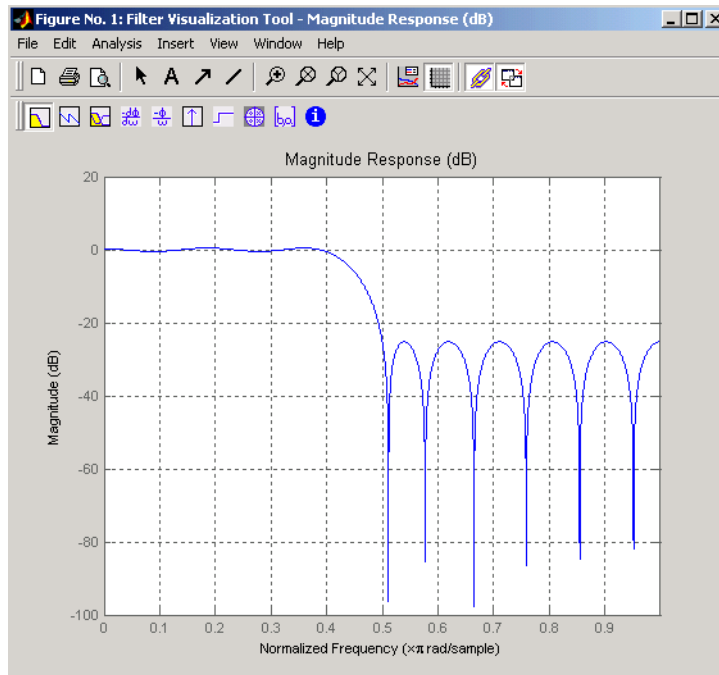 Figure No. 1: Filter Visualization Tool - Magnitude Response (dB)
File Edit Analysis Insert View Window Help
A
[b,a]
Magnitude Response (dB)
20
0
-20
-40
-60
-80
-100
Magnitude (dB)
0 0.1 0.2 0.3 0.4 0.5 0.6 0.7 0.8 0.9
Normalized Frequency (×π rad/sample)